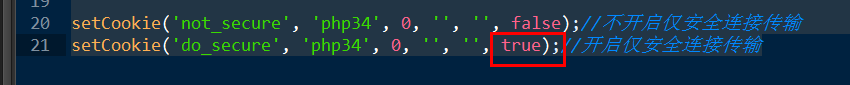 20 setCookie('not_secure', 'php34', 0, '', '', false);//不开启仅安全连接传输
21 setCookie('do_secure', 'php34', 0, '', '', true);//开启仅安全连接传输